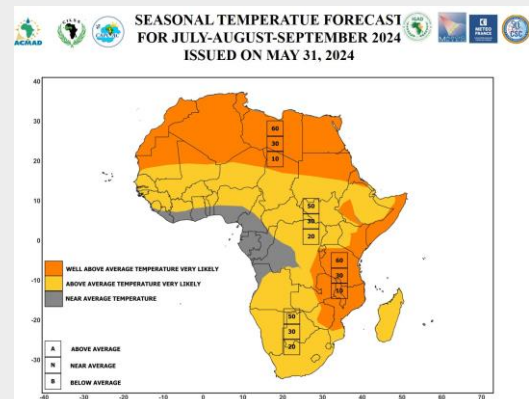 SEASONAL TEMPERATUE FORECAST
FOR JULY-AUGUST-SEPTEMBER 2024
ISSUED ON MAY 31, 2024
ACMAD
METEO
FRANCE
40
30
20
10
0
-10
-20
-30
60
30
10
50
30
20
60
30
10
50
30
20
WELL ABOVE AVERAGE TEMPERATURE VERY LIKELY
ABOVE AVERAGE TEMPERATURE VERY LIKELY
NEAR AVERAGE TEMPERATURE
A ABOVE AVERAGE
N NEAR AVERAGE
B BELOW AVERAGE
-40 -30 -20 -10 0 10 20 30 40 50 60 70